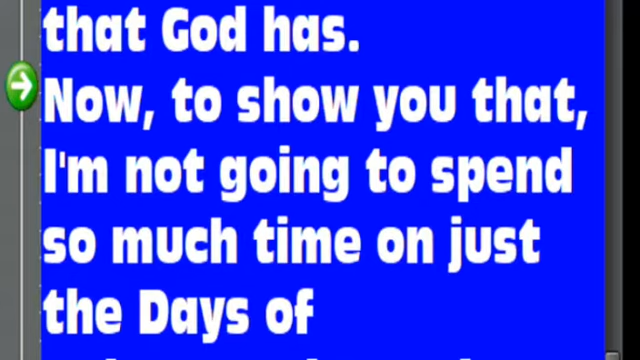 that God has.
Now, to show you that,
I'm not going to spend
so much time on just
the Days of